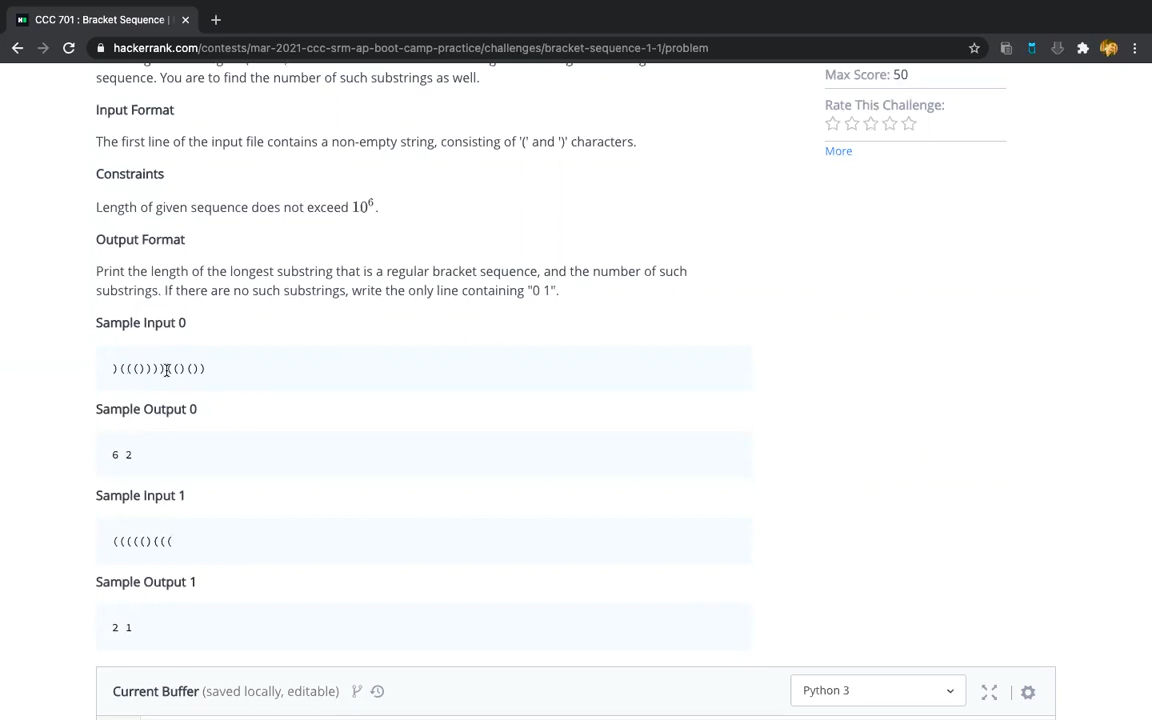 CCC 701 : Bracket Sequence |
hackerrank.com/contests/mar-2021-ccc-srm-ap-boot-camp-practice/challenges/bracket-sequence-1-1/problem
sequence. You are to find the number of such substrings as well.
Max Score: 50
Rate This Challenge:
More
Input Format
The first line of the input file contains a non-empty string, consisting of '(' and ')' characters.
Constraints
Length of given sequence does not exceed 10⁶.
Output Format
Print the length of the longest substring that is a regular bracket sequence, and the number of such
substrings. If there are no such substrings, write the only line containing "0 1".
Sample Input 0
)((())))(()())
Sample Output 0
6 2
Sample Input 1
((((()(((
Sample Output 1
2 1
Current Buffer (saved locally, editable)
Python 3